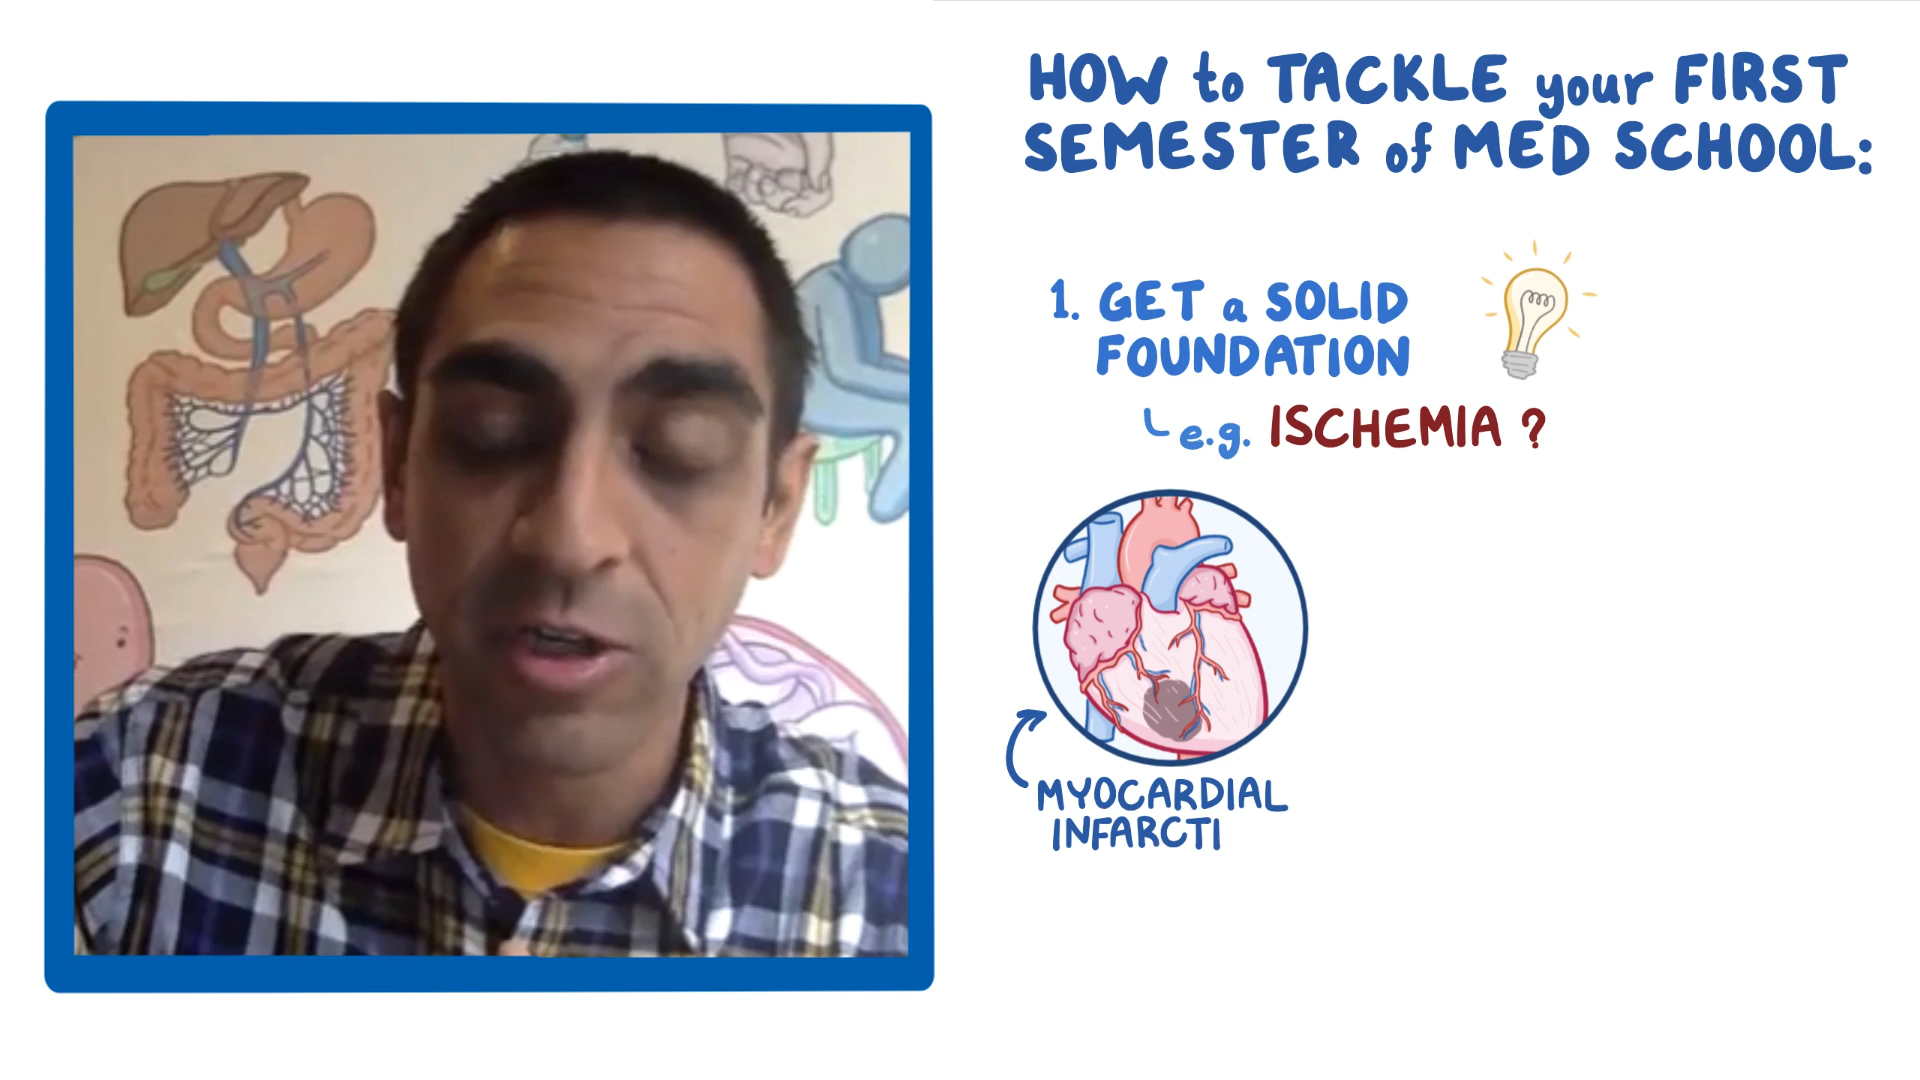 HOW to TACKLE your FIRST
SEMESTER of MED SCHOOL:
1. GET a SOLID
FOUNDATION
e.g. ISCHEMIA ?
MYOCARDIAL
INFARCTI